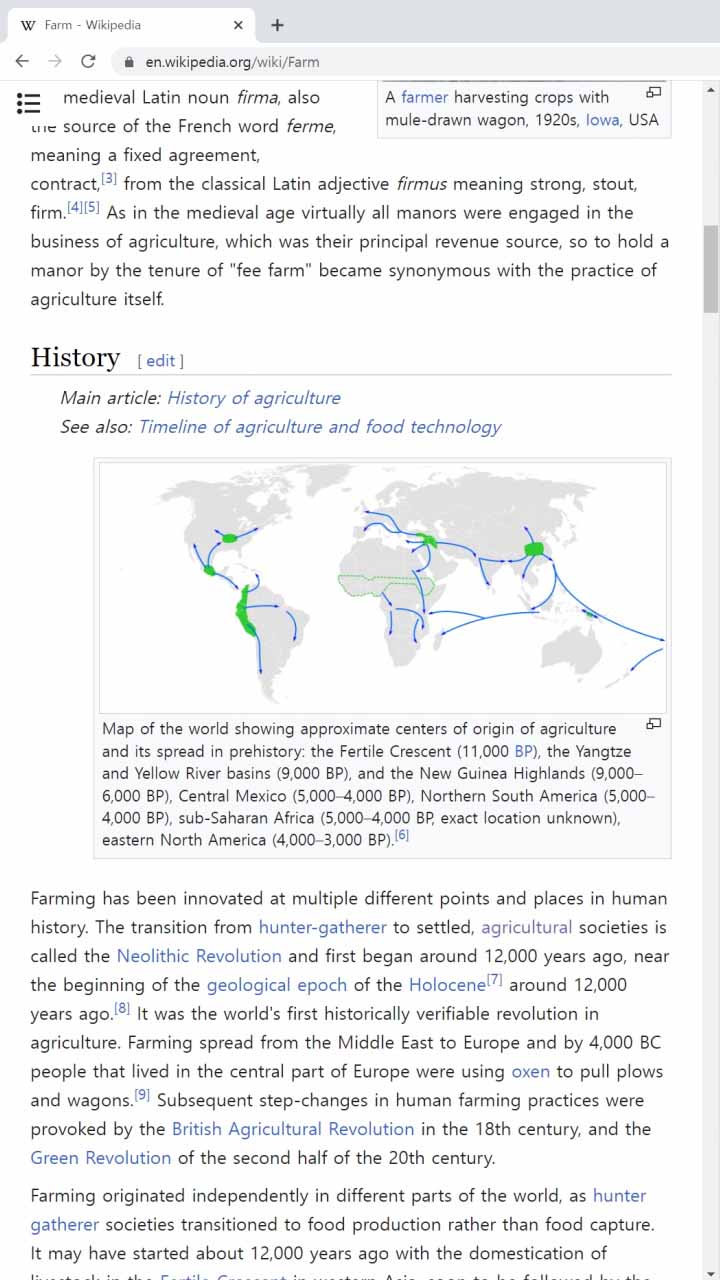 W Farm - Wikipedia
en.wikipedia.org/wiki/Farm
medieval Latin noun firma, also
the source of the French word ferme,
meaning a fixed agreement,
A farmer harvesting crops with
mule-drawn wagon, 1920s, Iowa, USA
contract,[3] from the classical Latin adjective firmus meaning strong, stout,
firm.[4][5] As in the medieval age virtually all manors were engaged in the
business of agriculture, which was their principal revenue source, so to hold a
manor by the tenure of "fee farm" became synonymous with the practice of
agriculture itself.
History [ edit ]
Main article: History of agriculture
See also: Timeline of agriculture and food technology
Map of the world showing approximate centers of origin of agriculture
and its spread in prehistory: the Fertile Crescent (11,000 BP), the Yangtze
and Yellow River basins (9,000 BP), and the New Guinea Highlands (9,000–
6,000 BP), Central Mexico (5,000–4,000 BP), Northern South America (5,000–
4,000 BP), sub-Saharan Africa (5,000–4,000 BP, exact location unknown),
eastern North America (4,000–3,000 BP).[6]
Farming has been innovated at multiple different points and places in human
history. The transition from hunter-gatherer to settled, agricultural societies is
called the Neolithic Revolution and first began around 12,000 years ago, near
the beginning of the geological epoch of the Holocene[7] around 12,000
years ago.[8] It was the world's first historically verifiable revolution in
agriculture. Farming spread from the Middle East to Europe and by 4,000 BC
people that lived in the central part of Europe were using oxen to pull plows
and wagons.[9] Subsequent step-changes in human farming practices were
provoked by the British Agricultural Revolution in the 18th century, and the
Green Revolution of the second half of the 20th century.
Farming originated independently in different parts of the world, as hunter
gatherer societies transitioned to food production rather than food capture.
It may have started about 12,000 years ago with the domestication of
livestock in the Fertile Crescent in western Asia, soon to be followed by the